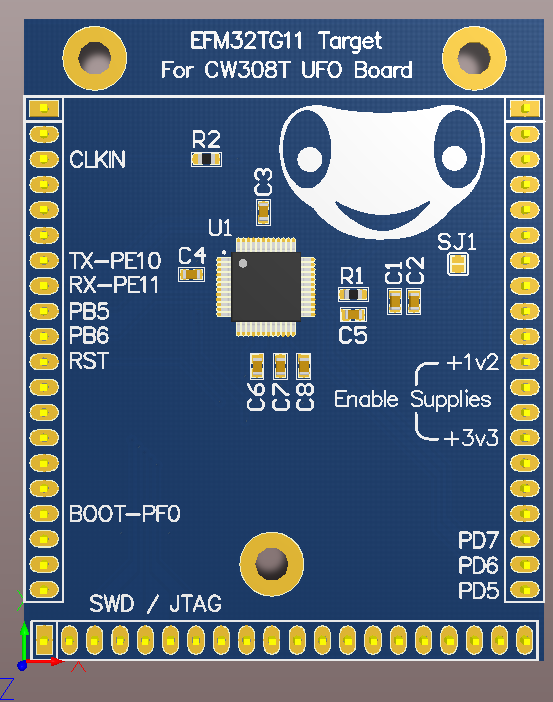 EFM32TG11 Target
For CW308T UFO Board
R2
CLKIN
C3
U1
SJ1
C4
TX-PE10
RX-PE11
R1
C1
C2
PB5
C5
PB6
RST
+1v2
C6
C7
C8
Enable Supplies
+3v3
BOOT-PF0
PD7
PD6
PD5
SWD / JTAG
X
Z